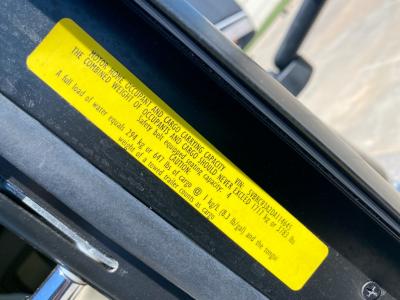 MOTOR HOME OCCUPANT AND CARGO CARRYING CAPACITY
VIN:
THE COMBINED WEIGHT OF OCCUPANTS AND CARGO SHOULD NEVER EXCEED
kg or
lbs
Safety belt equipped seating capacity: 4
CAUTION:
A full load of water equals 294 kg or 647 lbs of cargo @ 1 kg/L (8.3 lb/gal) and the tongue
weight of a towed trailer counts as cargo